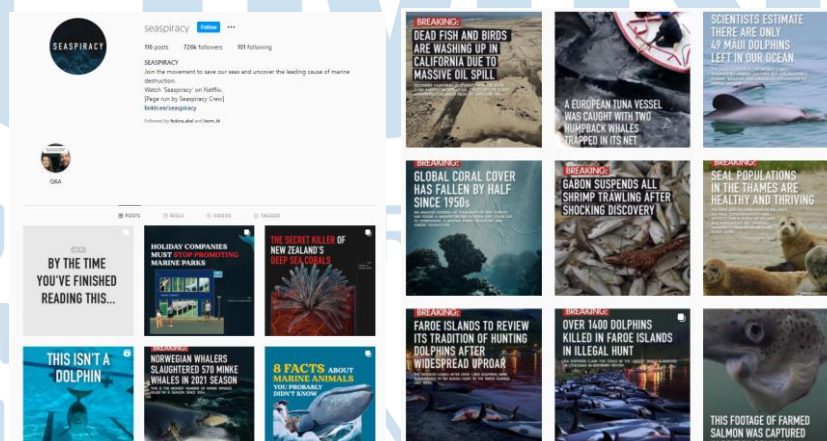 SEASPIRACY
seaspiracy Follow
116 posts 726k followers 101 following
SEASPIRACY
Join the movement to save our seas and uncover the leading cause of marine
destruction.
Watch 'Seaspiracy' on Netflix.
[Page run by Seaspiracy Crew]
linktr.ee/seaspiracy
Followed by
Q&A
POSTS REELS VIDEOS TAGGED
BY THE TIME
YOU'VE FINISHED
READING THIS...
HOLIDAY COMPANIES
MUST STOP PROMOTING
MARINE PARKS
THE SECRET KILLER OF
NEW ZEALAND'S
DEEP SEA CORALS
THIS ISN'T A
DOLPHIN
BREAKING:
NORWEGIAN WHALERS
SLAUGHTERED 570 MINKE
WHALES IN 2021 SEASON
8 FACTS ABOUT
MARINE ANIMALS
YOU PROBABLY
DIDN'T KNOW
BREAKING:
DEAD FISH AND BIRDS
ARE WASHING UP IN
CALIFORNIA DUE TO
MASSIVE OIL SPILL
A EUROPEAN TUNA VESSEL
WAS CAUGHT WITH TWO
HUMPBACK WHALES
TRAPPED IN ITS NET
SCIENTISTS ESTIMATE
THERE ARE ONLY
49 MAUI DOLPHINS
LEFT IN OUR OCEAN
BREAKING:
GLOBAL CORAL COVER
HAS FALLEN BY HALF
SINCE 1950s
BREAKING:
GABON SUSPENDS ALL
SHRIMP TRAWLING AFTER
SHOCKING DISCOVERY
BREAKING:
SEAL POPULATIONS
IN THE THAMES ARE
HEALTHY AND THRIVING
BREAKING:
FAROE ISLANDS TO REVIEW
ITS TRADITION OF HUNTING
DOLPHINS AFTER
WIDESPREAD UPROAR
BREAKING:
OVER 1400 DOLPHINS
KILLED IN FAROE ISLANDS
IN ILLEGAL HUNT
THIS FOOTAGE OF FARMED
SALMON WAS CAPTURED